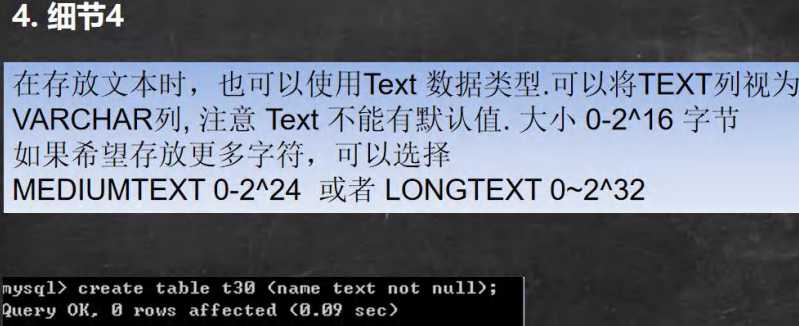 4. 细节4
在存放文本时，也可以使用Text 数据类型.可以将TEXT列视为
VARCHAR列, 注意 Text 不能有默认值. 大小 0-2^16 字节
如果希望存放更多字符，可以选择
MEDIUMTEXT 0-2^24 或者 LONGTEXT 0~2^32
mysql> create table t30 (name text not null);
Query OK, 0 rows affected (0.09 sec)